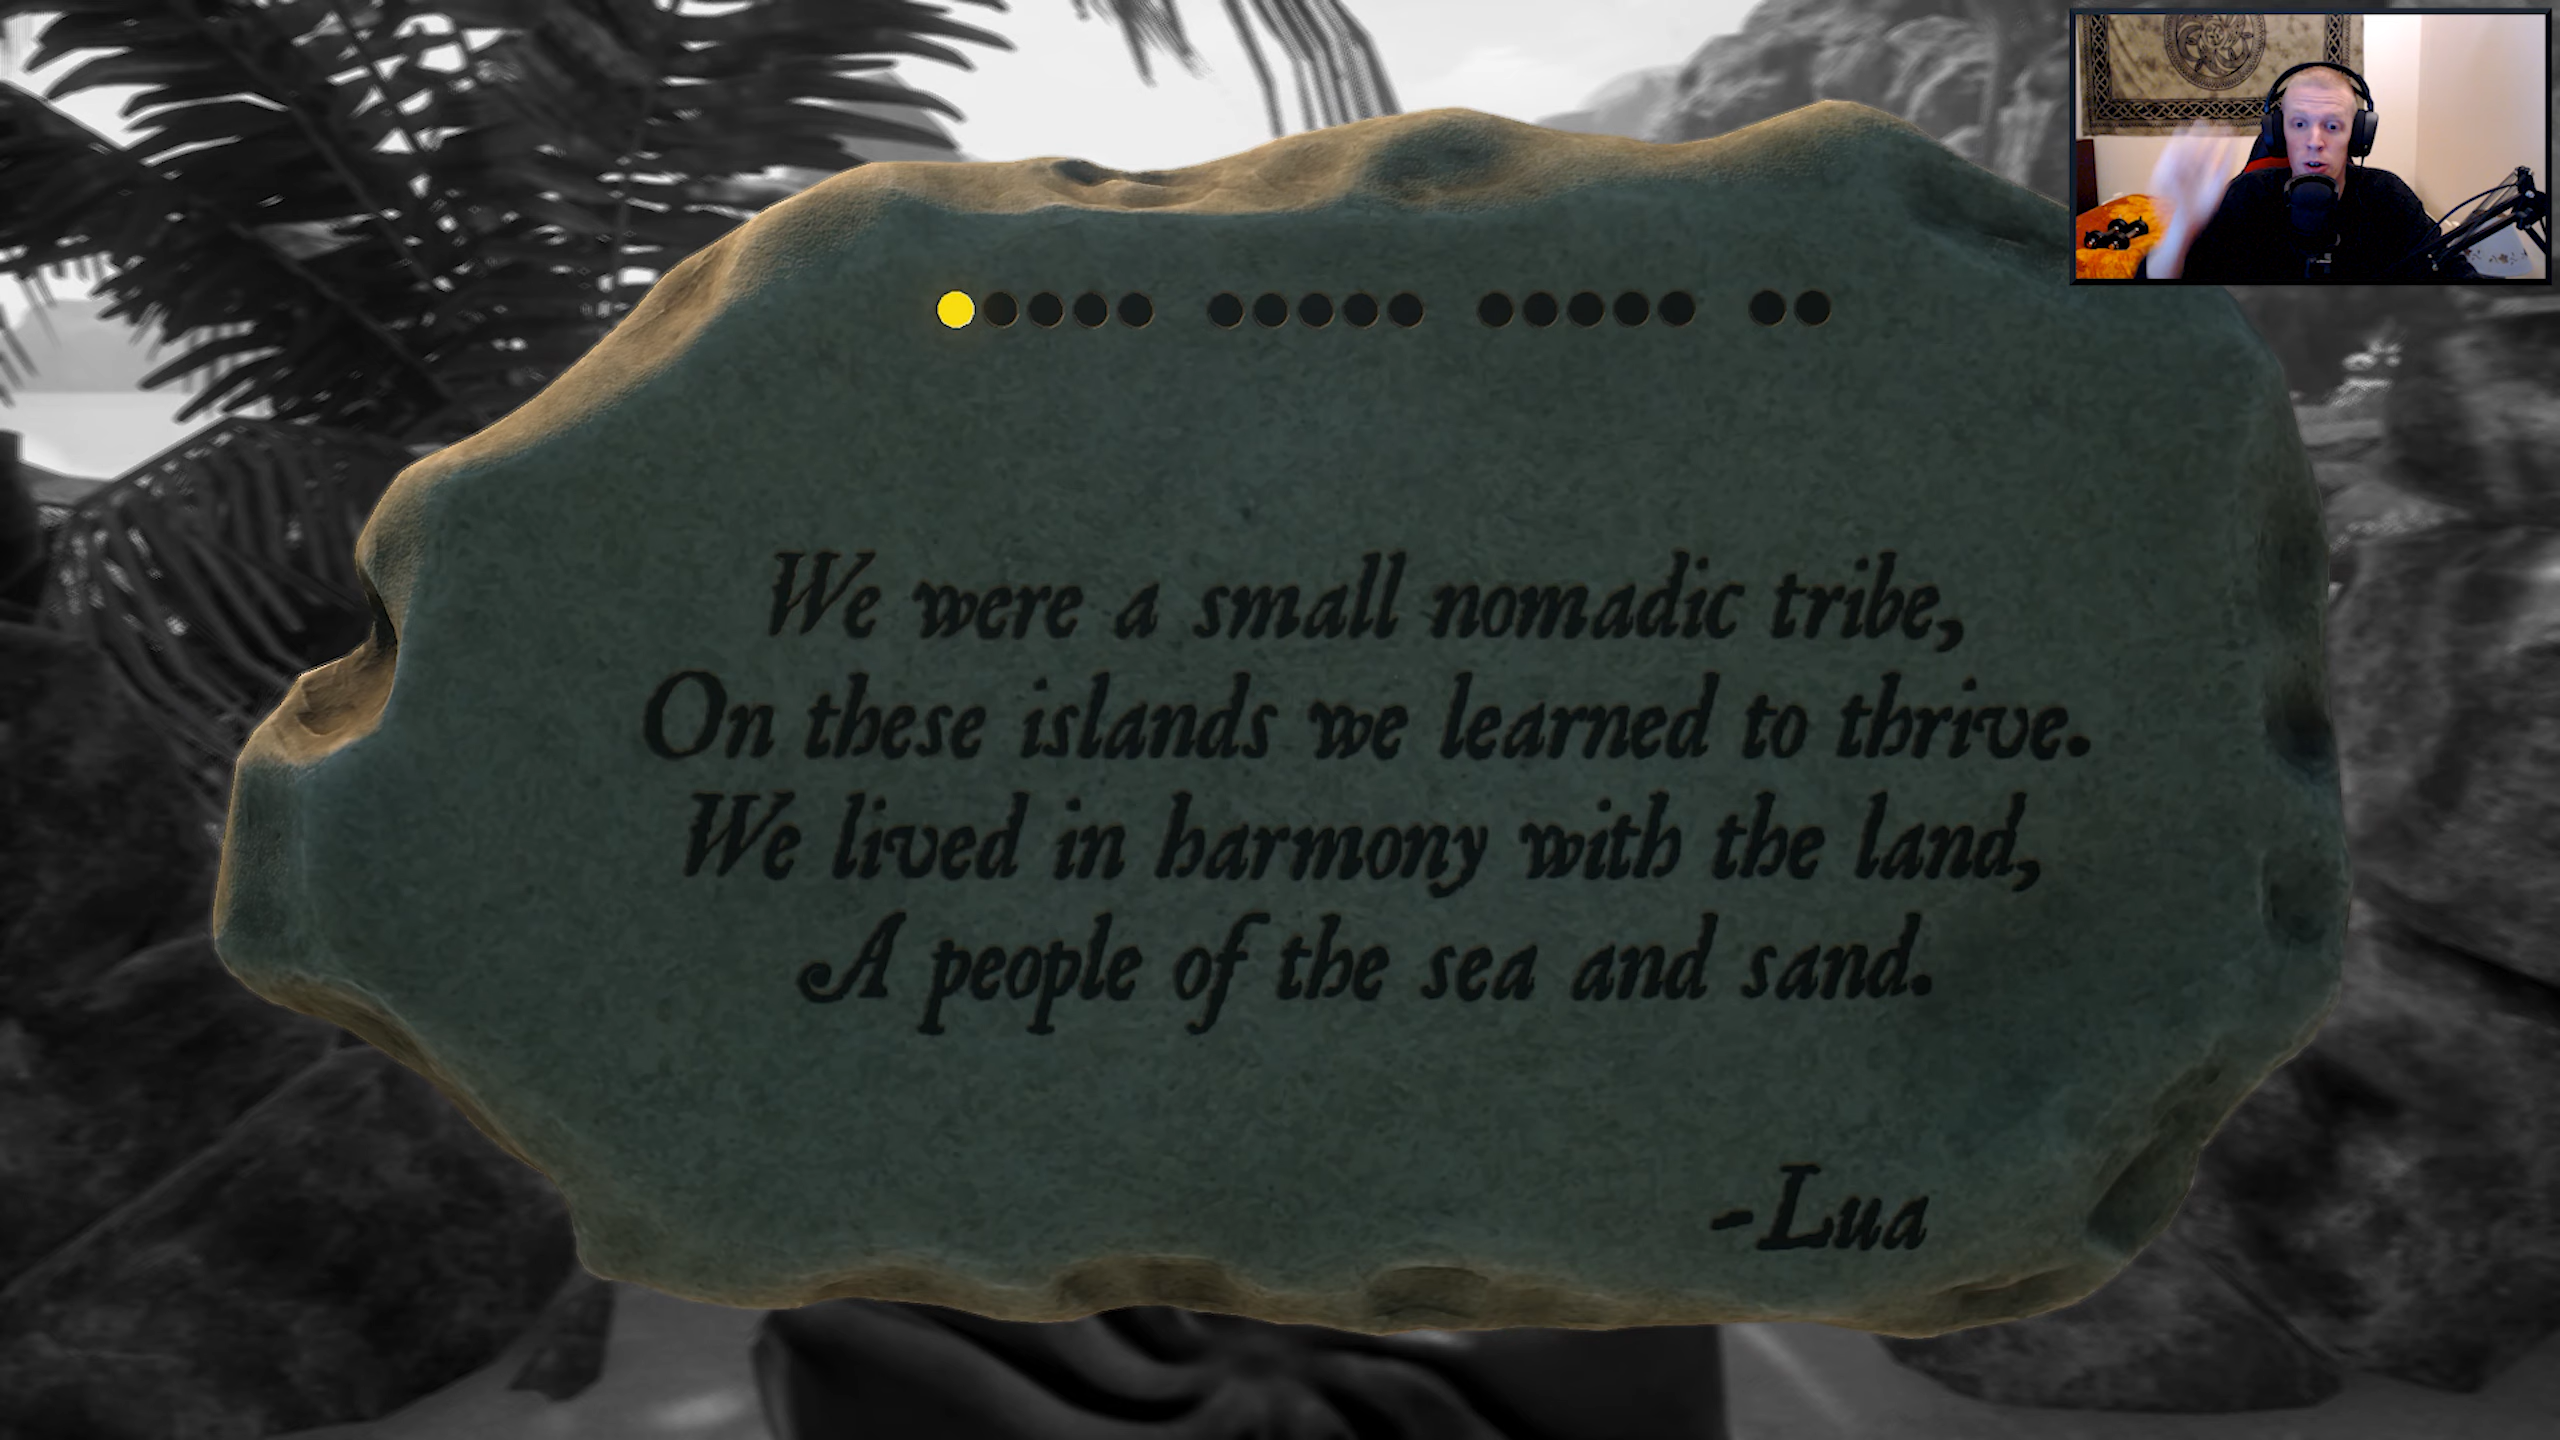 We were a small nomadic tribe,
On these islands we learned to thrive.
We lived in harmony with the land,
A people of the sea and sand.
-Lua